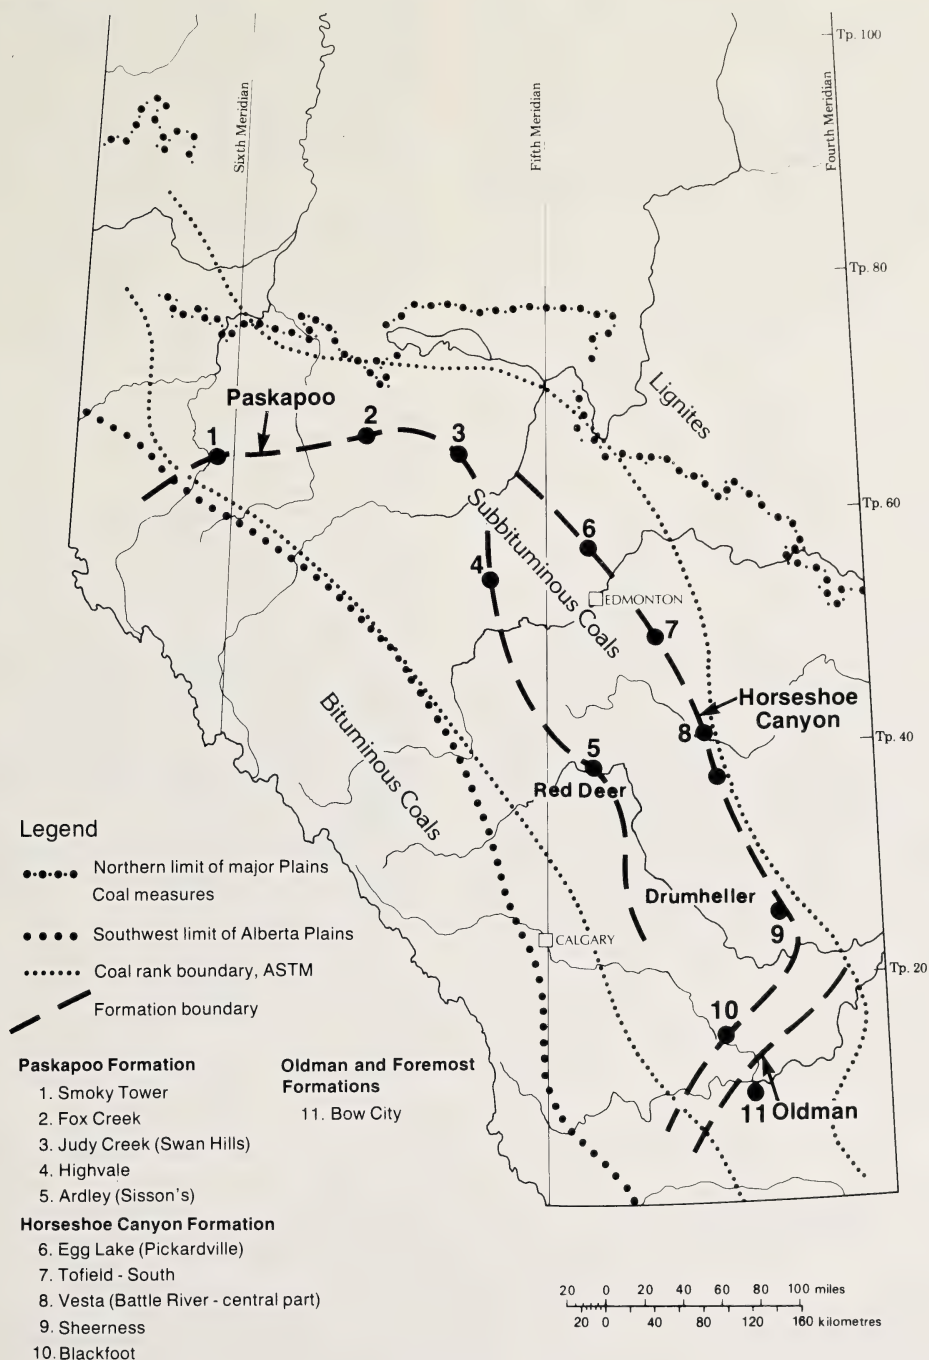 Tp. 100
Sixth Meridian
Fifth Meridian
Fourth Meridian
Tp. 80
Lignites
Paskapoo
1
2
3
Tp. 60
Subbituminous Coals
6
4
EDMONTON
7
Bituminous Coals
Horseshoe
Canyon
8
Tp. 40
5
Red Deer
Drumheller
9
CALGARY
Tp. 20
10
11 Oldman
Legend
Northern limit of major Plains
Coal measures
Southwest limit of Alberta Plains
Coal rank boundary, ASTM
Formation boundary
Paskapoo Formation
1. Smoky Tower
2. Fox Creek
3. Judy Creek (Swan Hills)
4. Highvale
5. Ardley (Sisson's)
Horseshoe Canyon Formation
6. Egg Lake (Pickardville)
7. Tofield - South
8. Vesta (Battle River - central part)
9. Sheerness
10. Blackfoot
Oldman and Foremost
Formations
11. Bow City
20 0 20 40 60 80 100 miles
20 0 40 80 120 160 kilometres